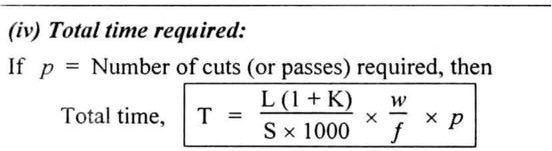 (iv) Total time required:
If p = Number of cuts (or passes) required, then
Total time, T = L (1 + K) / S × 1000 × w / f × p